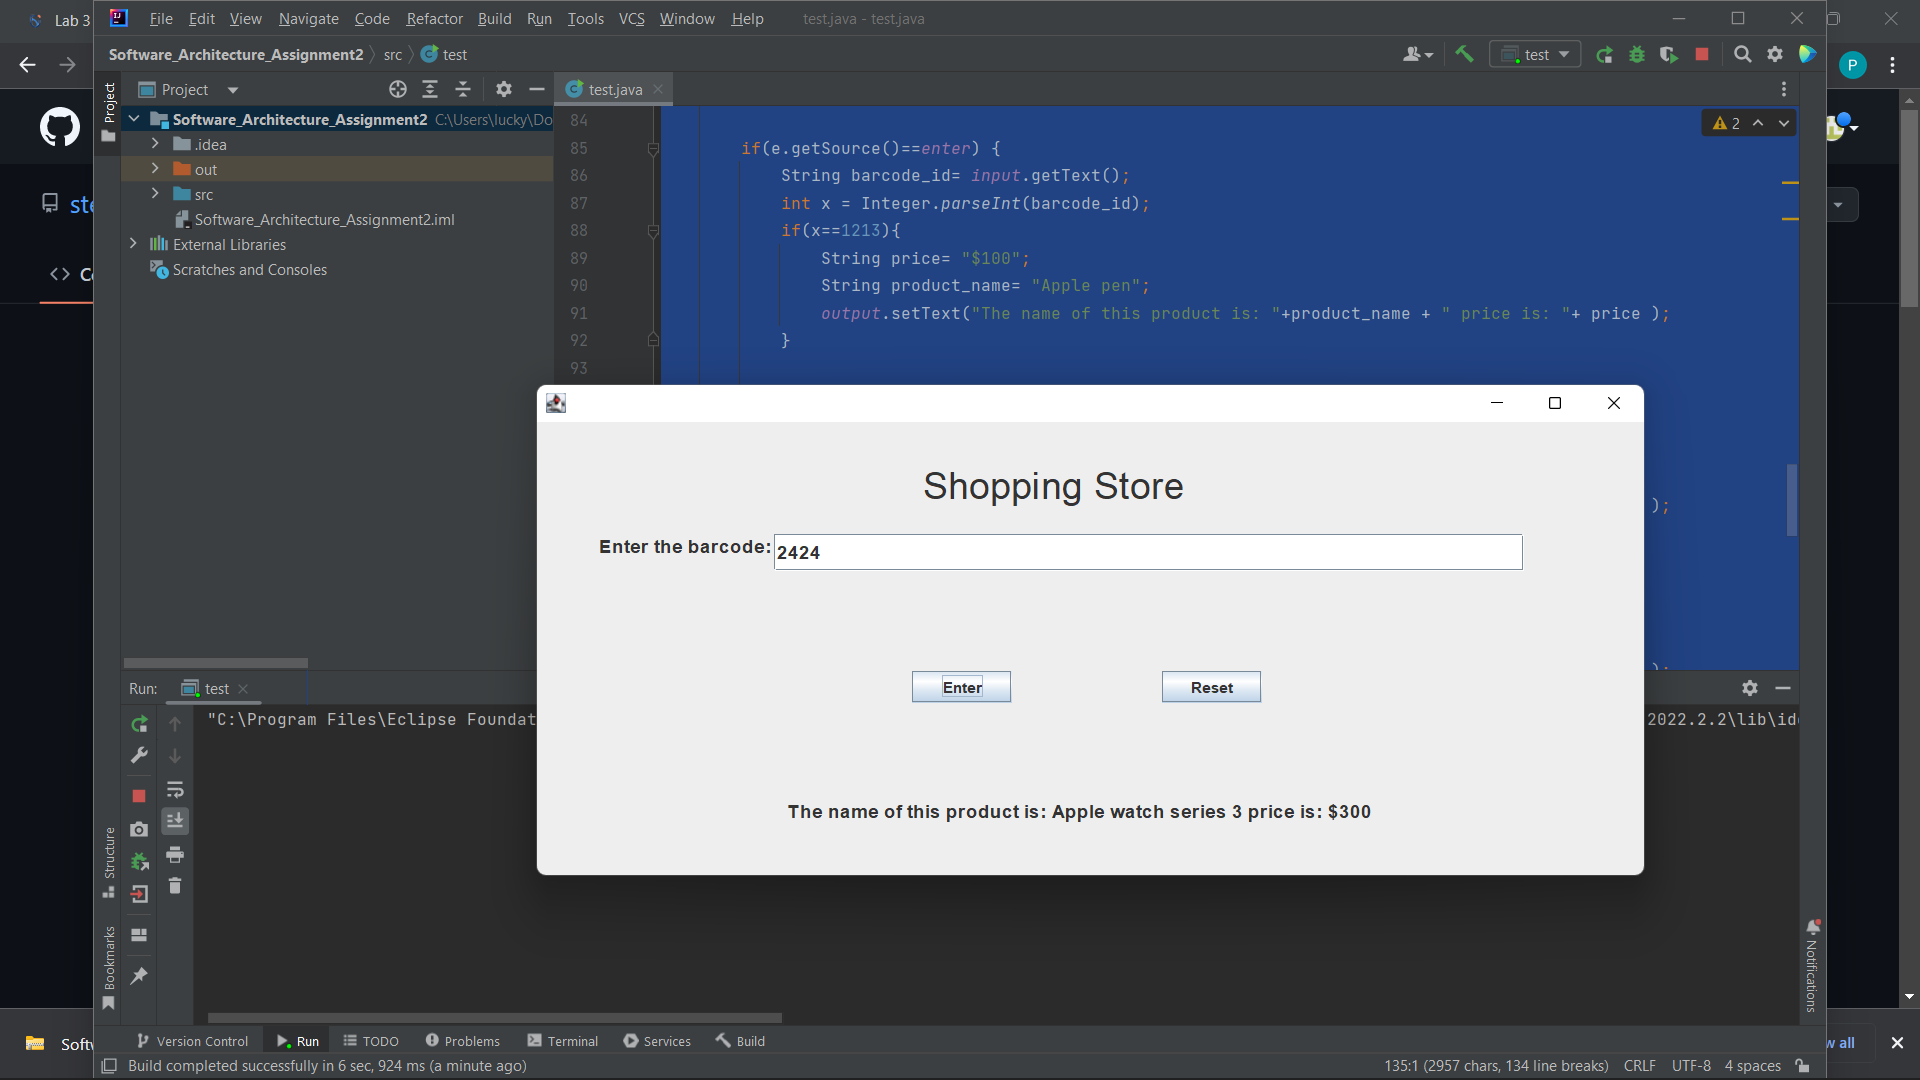 Lab 3
File Edit View Navigate Code Refactor Build Run Tools VCS Window Help test.java - test.java
Software_Architecture_Assignment2 src test
test
P
Project
Project
test.java
Software_Architecture_Assignment2 C:\Users\lucky\Do
.idea
out
src
Software_Architecture_Assignment2.iml
External Libraries
Scratches and Consoles
84
85 if(e.getSource()==enter) {
86 String barcode_id= input.getText();
87 int x = Integer.parseInt(barcode_id);
88 if(x==1213){
89 String price= "$100";
90 String product_name= "Apple pen";
91 output.setText("The name of this product is: "+product_name + " price is: "+ price );
92 }
93
2
);
Shopping Store
Enter the barcode: 2424
Enter Reset
The name of this product is: Apple watch series 3 price is: $300
Run: test
"C:\Program Files\Eclipse Foundat
2022.2.2\lib\id
Structure
Bookmarks
Notifications
Version Control Run TODO Problems Terminal Services Build
Build completed successfully in 6 sec, 924 ms (a minute ago)
135:1 (2957 chars, 134 line breaks) CRLF UTF-8 4 spaces
Softw
w all